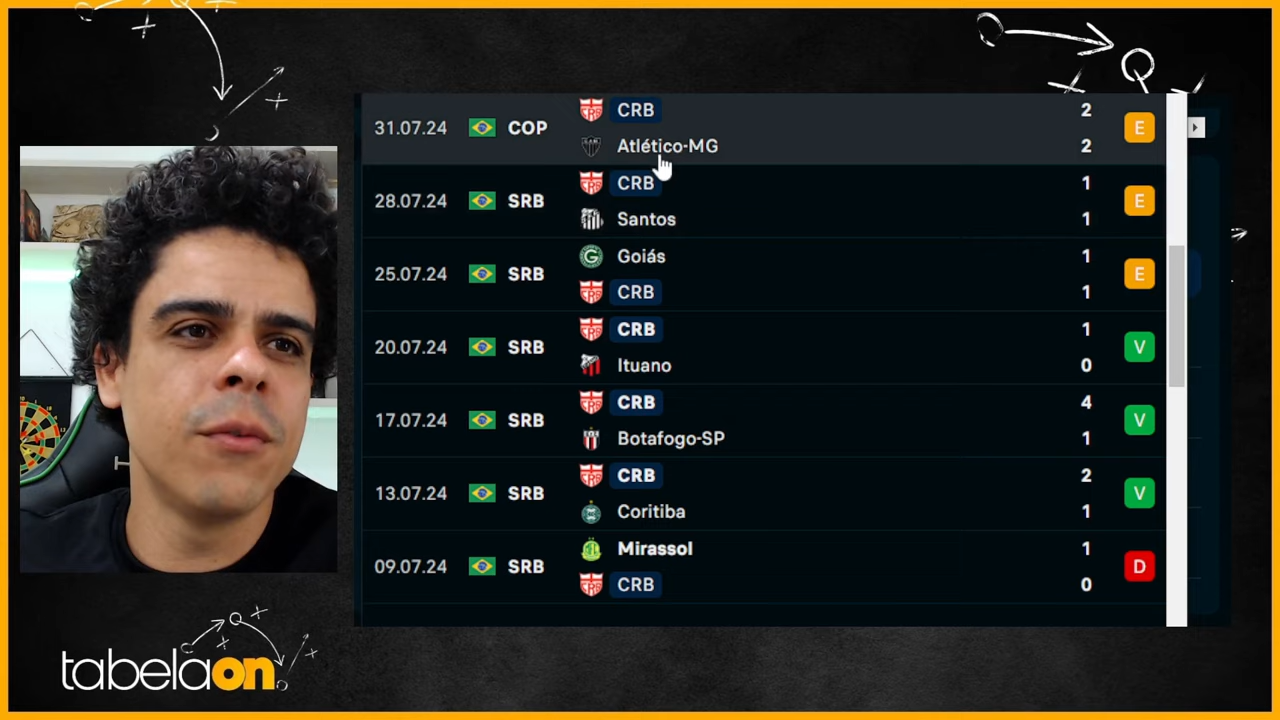 31.07.24 COP CRB 2 E
Atlético-MG 2
28.07.24 SRB CRB 1 E
Santos 1
25.07.24 SRB Goiás 1 E
CRB 1
20.07.24 SRB CRB 1 V
Ituano 0
17.07.24 SRB CRB 4 V
Botafogo-SP 1
13.07.24 SRB CRB 2 V
Coritiba 1
09.07.24 SRB Mirassol 1 D
CRB 0
tabelaon